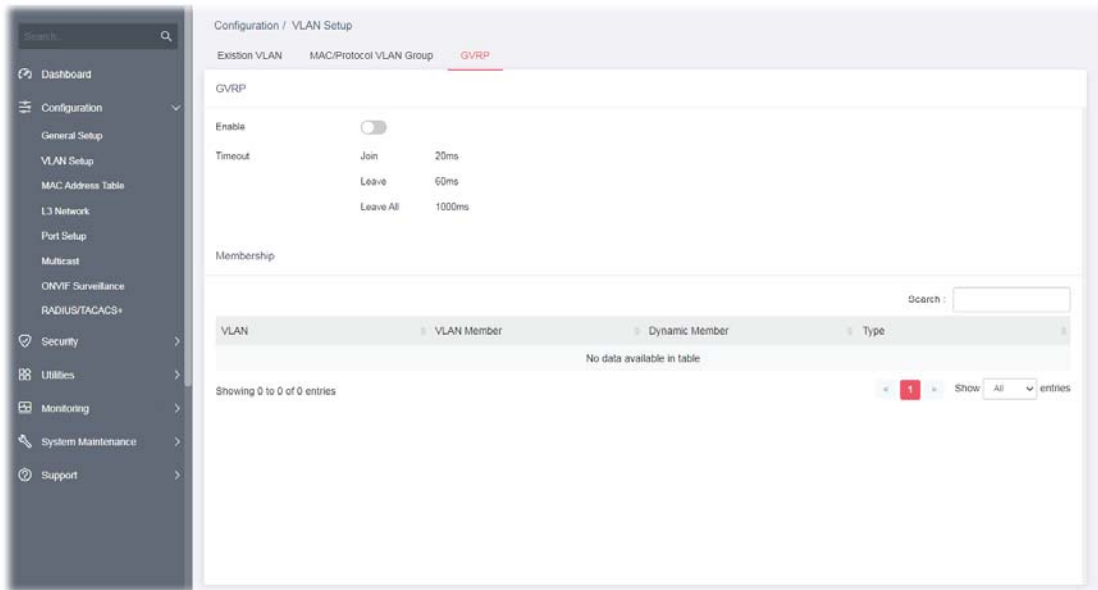 Search...
Dashboard
Configuration
General Setup
VLAN Setup
MAC Address Table
L3 Network
Port Setup
Multicast
ONVIF Surveillance
RADIUS/TACACS+
Security
Utilities
Monitoring
System Maintenance
Support
Configuration / VLAN Setup
Existion VLAN MAC/Protocol VLAN Group GVRP
GVRP
Enable
Timeout Join 20ms
Leave 60ms
Leave All 1000ms
Membership
Search :
VLAN VLAN Member Dynamic Member Type
No data available in table
Showing 0 to 0 of 0 entries « 1 » Show All entries